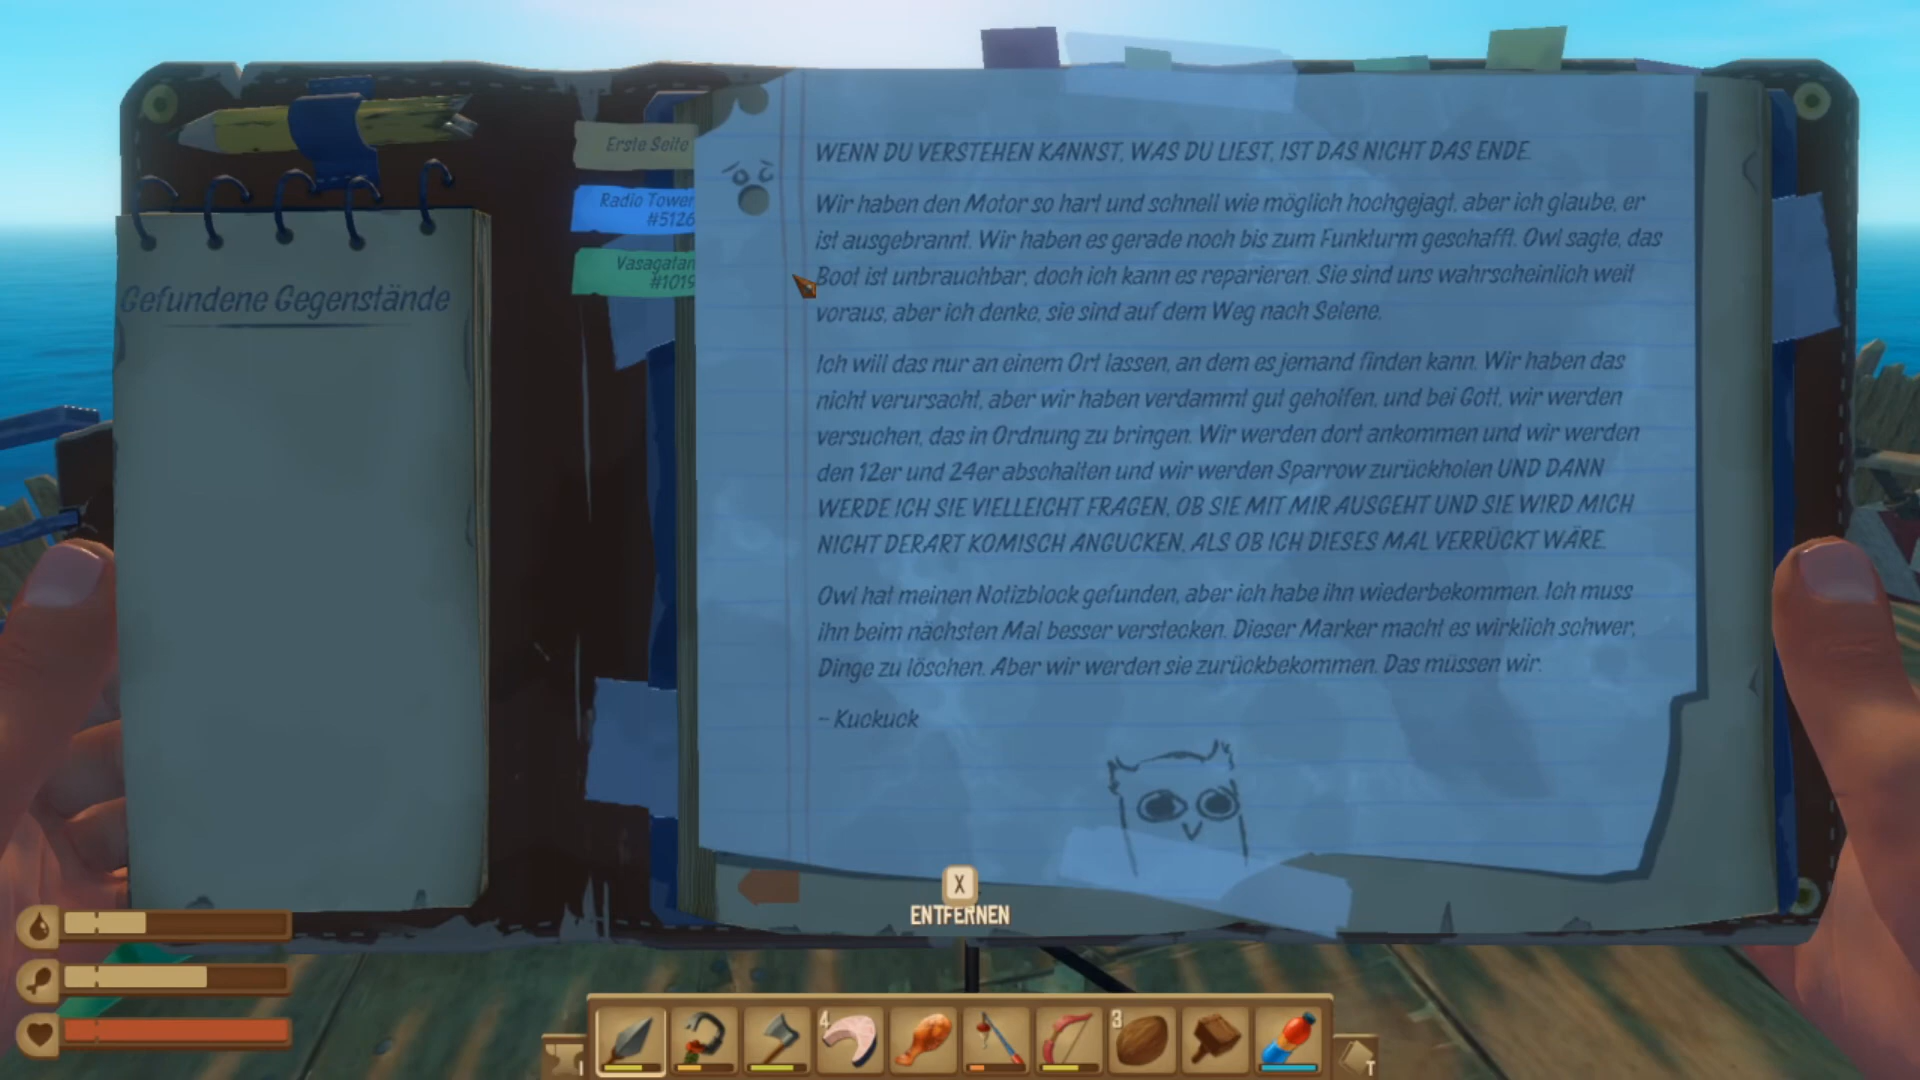 Gefundene Gegenstände
Erste Seite
Radio Tower
#5126
Vasagatan
#1019
WENN DU VERSTEHEN KANNST, WAS DU LIEST, IST DAS NICHT DAS ENDE.
Wir haben den Motor so hart und schnell wie möglich hochgejagt, aber ich glaube, er
ist ausgebrannt. Wir haben es gerade noch bis zum Funkturm geschafft. Owl sagte, das
Boot ist unbrauchbar, doch ich kann es reparieren. Sie sind uns wahrscheinlich weit
voraus, aber ich denke, sie sind auf dem Weg nach Selene.
Ich will das nur an einem Ort lassen, an dem es jemand finden kann. Wir haben das
nicht verursacht, aber wir haben verdammt gut geholfen, und bei Gott, wir werden
versuchen, das in Ordnung zu bringen. Wir werden dort ankommen und wir werden
den 12er und 24er abschalten und wir werden Sparrow zurückholen UND DANN
WERDE ICH SIE VIELLEICHT FRAGEN, OB SIE MIT MIR AUSGEHT UND SIE WIRD MICH
NICHT DERART KOMISCH ANGUCKEN, ALS OB ICH DIESES MAL VERRÜCKT WÄRE.
Owl hat meinen Notizblock gefunden, aber ich habe ihn wiederbekommen. Ich muss
ihn beim nächsten Mal besser verstecken. Dieser Marker macht es wirklich schwer,
Dinge zu löschen. Aber wir werden sie zurückbekommen. Das müssen wir.
- Kuckuck
X
ENTFERNEN
4
3
I
T